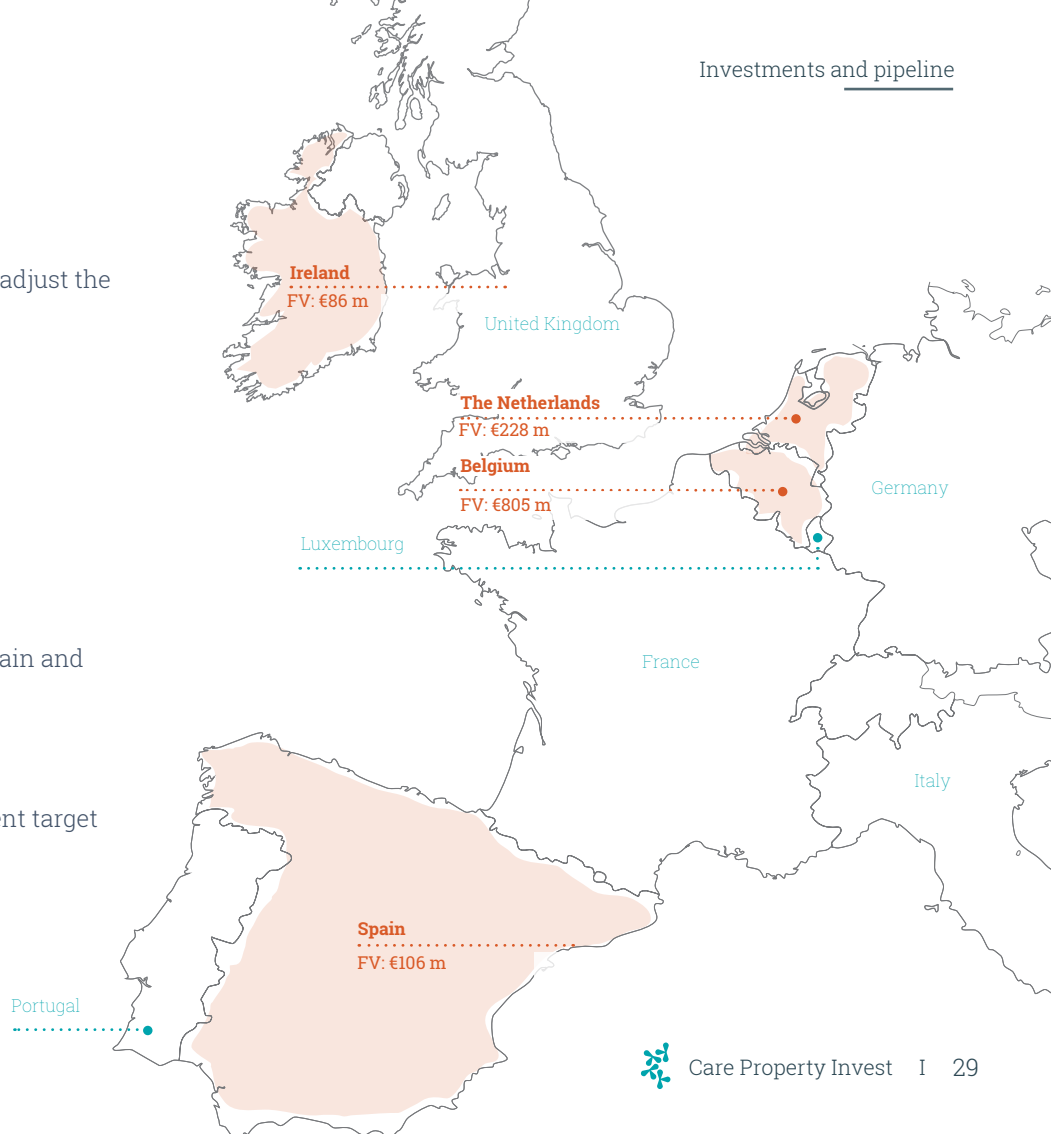 Investments and pipeline
adjust the
Ireland
FV: €86 m
United Kingdom
The Netherlands
FV: €228 m
Belgium
FV: €805 m
Germany
Luxembourg
ain and
France
Italy
nt target
Spain
FV: €106 m
Portugal
Care Property Invest I 29